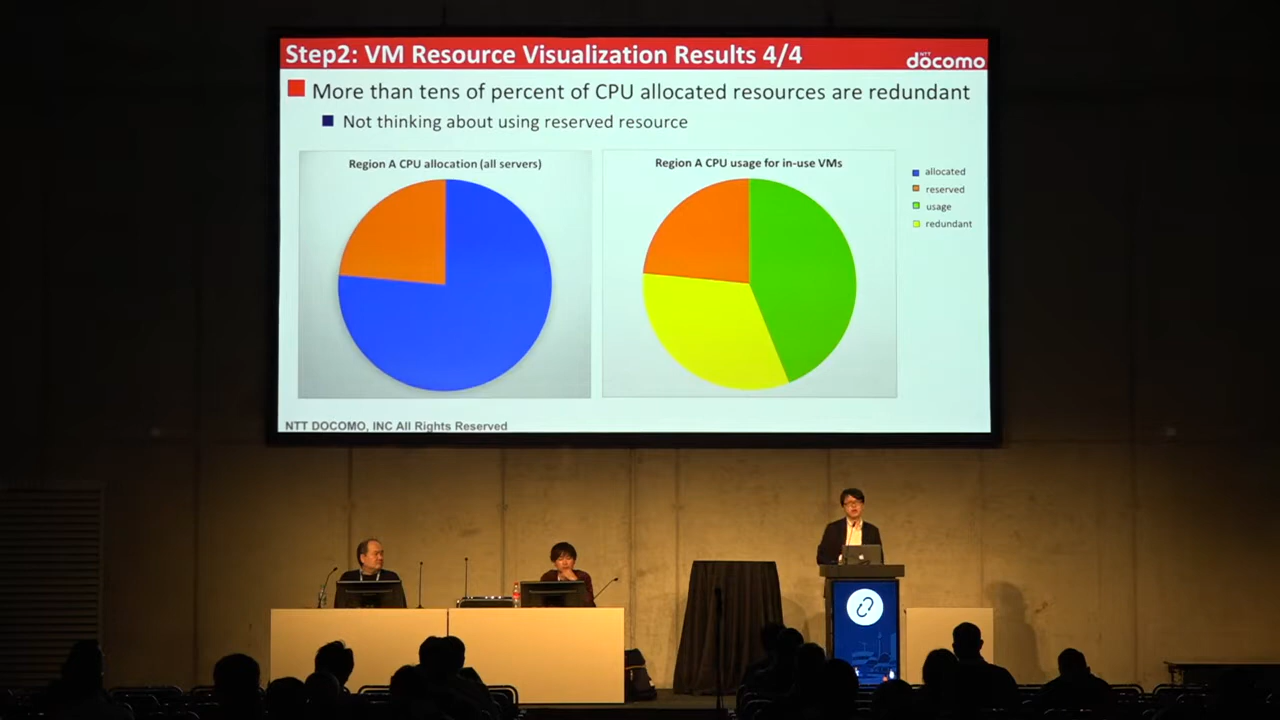 Step2: VM Resource Visualization Results 4/4
NTT
döcomo
More than tens of percent of CPU allocated resources are redundant
Not thinking about using reserved resource
Region A CPU allocation (all servers)
Region A CPU usage for in-use VMs
allocated
reserved
usage
redundant
NTT DOCOMO, INC All Rights Reserved